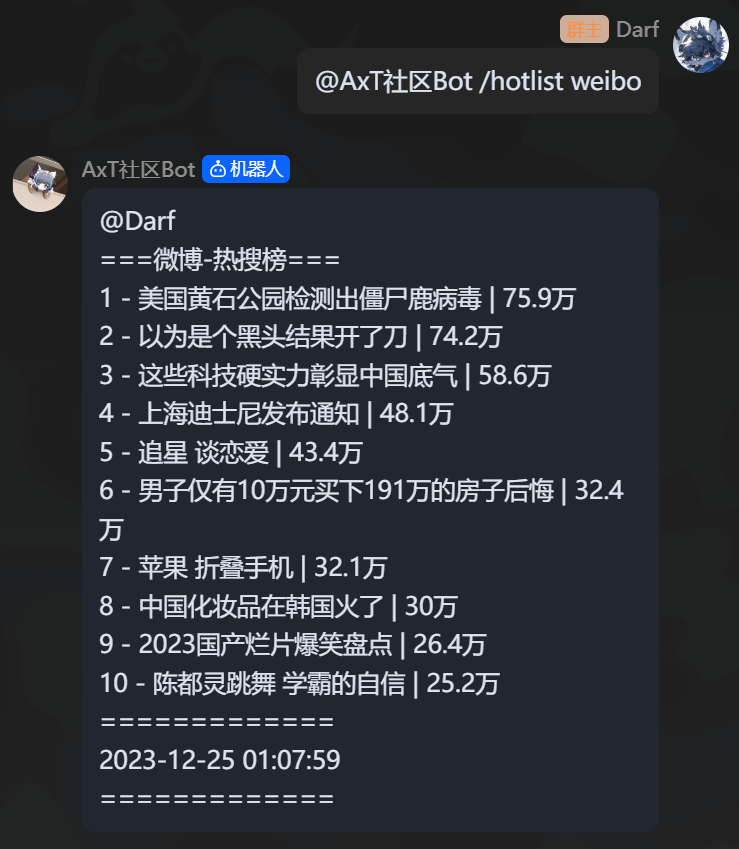 群主 Darf
@AxT社区Bot /hotlist weibo
AxT社区Bot 机器人
@Darf
===微博-热搜榜===
1 - 美国黄石公园检测出僵尸鹿病毒 | 75.9万
2 - 以为是个黑头结果开了刀 | 74.2万
3 - 这些科技硬实力彰显中国底气 | 58.6万
4 - 上海迪士尼发布通知 | 48.1万
5 - 追星 谈恋爱 | 43.4万
6 - 男子仅有10万元买下191万的房子后悔 | 32.4
万
7 - 苹果 折叠手机 | 32.1万
8 - 中国化妆品在韩国火了 | 30万
9 - 2023国产烂片爆笑盘点 | 26.4万
10 - 陈都灵跳舞 学霸的自信 | 25.2万
=============
2023-12-25 01:07:59
=============